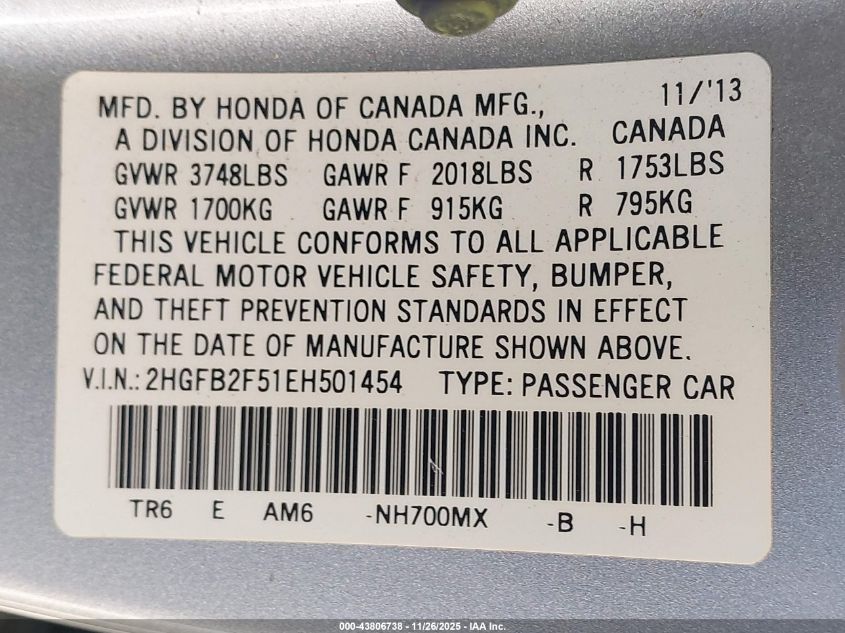 11/'13
MFD. BY HONDA OF CANADA MFG.,
A DIVISION OF HONDA CANADA INC. CANADA
GVWR 3748LBS GAWR F 2018LBS R 1753LBS
GVWR 1700KG GAWR F 915KG R 795KG
THIS VEHICLE CONFORMS TO ALL APPLICABLE
FEDERAL MOTOR VEHICLE SAFETY, BUMPER,
AND THEFT PREVENTION STANDARDS IN EFFECT
ON THE DATE OF MANUFACTURE SHOWN ABOVE.
V.I.N.: 2HGFB2F51EH501454 TYPE: PASSENGER CAR
TR6 E AM6 -NH700MX -B -H
000-43806738 - 11/26/2025 - IAA Inc.